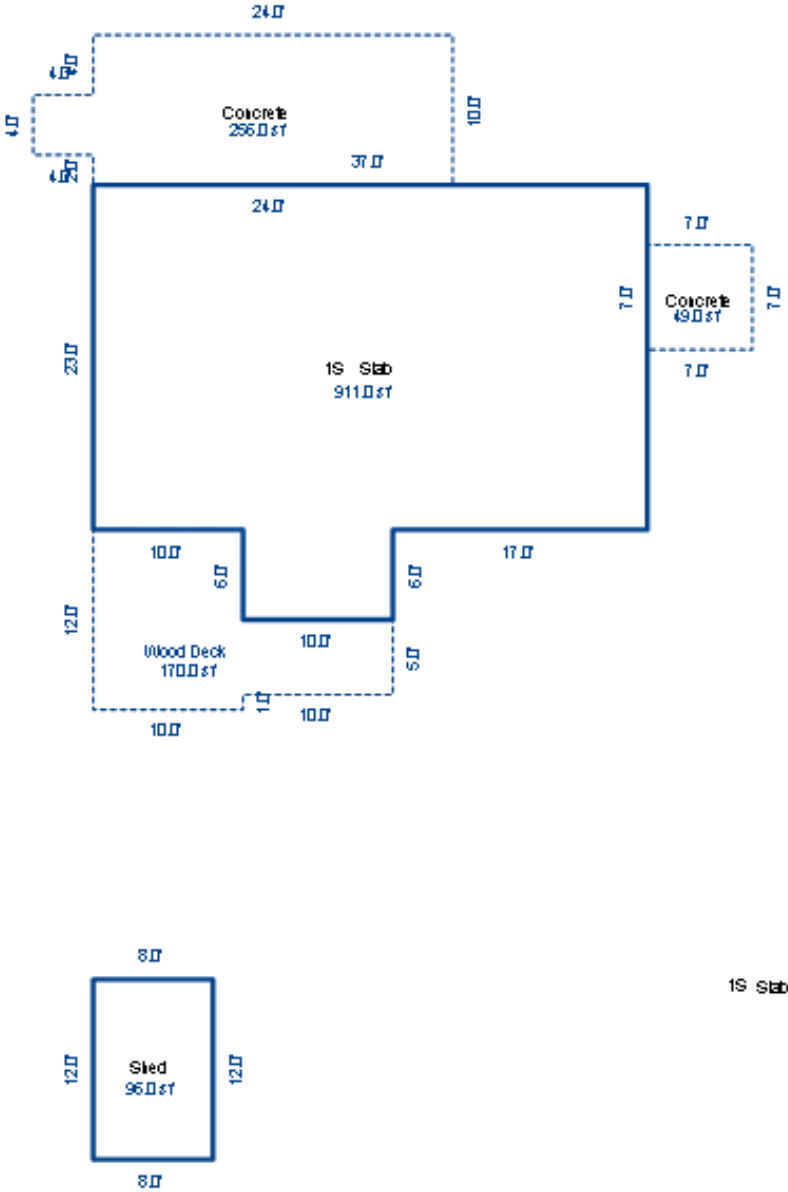 24.0'
4.0'
4.0'
4.0'
Concrete
256.0 sf
10.0'
4.0'
2.0'
37.0'
24.0'
7.0'
7.0'
Concrete
49.0 sf
7.0'
7.0'
23.0'
1S Slab
911.0 sf
10.0'
6.0'
6.0'
17.0'
12.0'
10.0'
Wood Deck
170.0 sf
5.0'
1.0'
10.0'
10.0'
8.0'
1S Slab
12.0'
Shed
96.0 sf
12.0'
8.0'